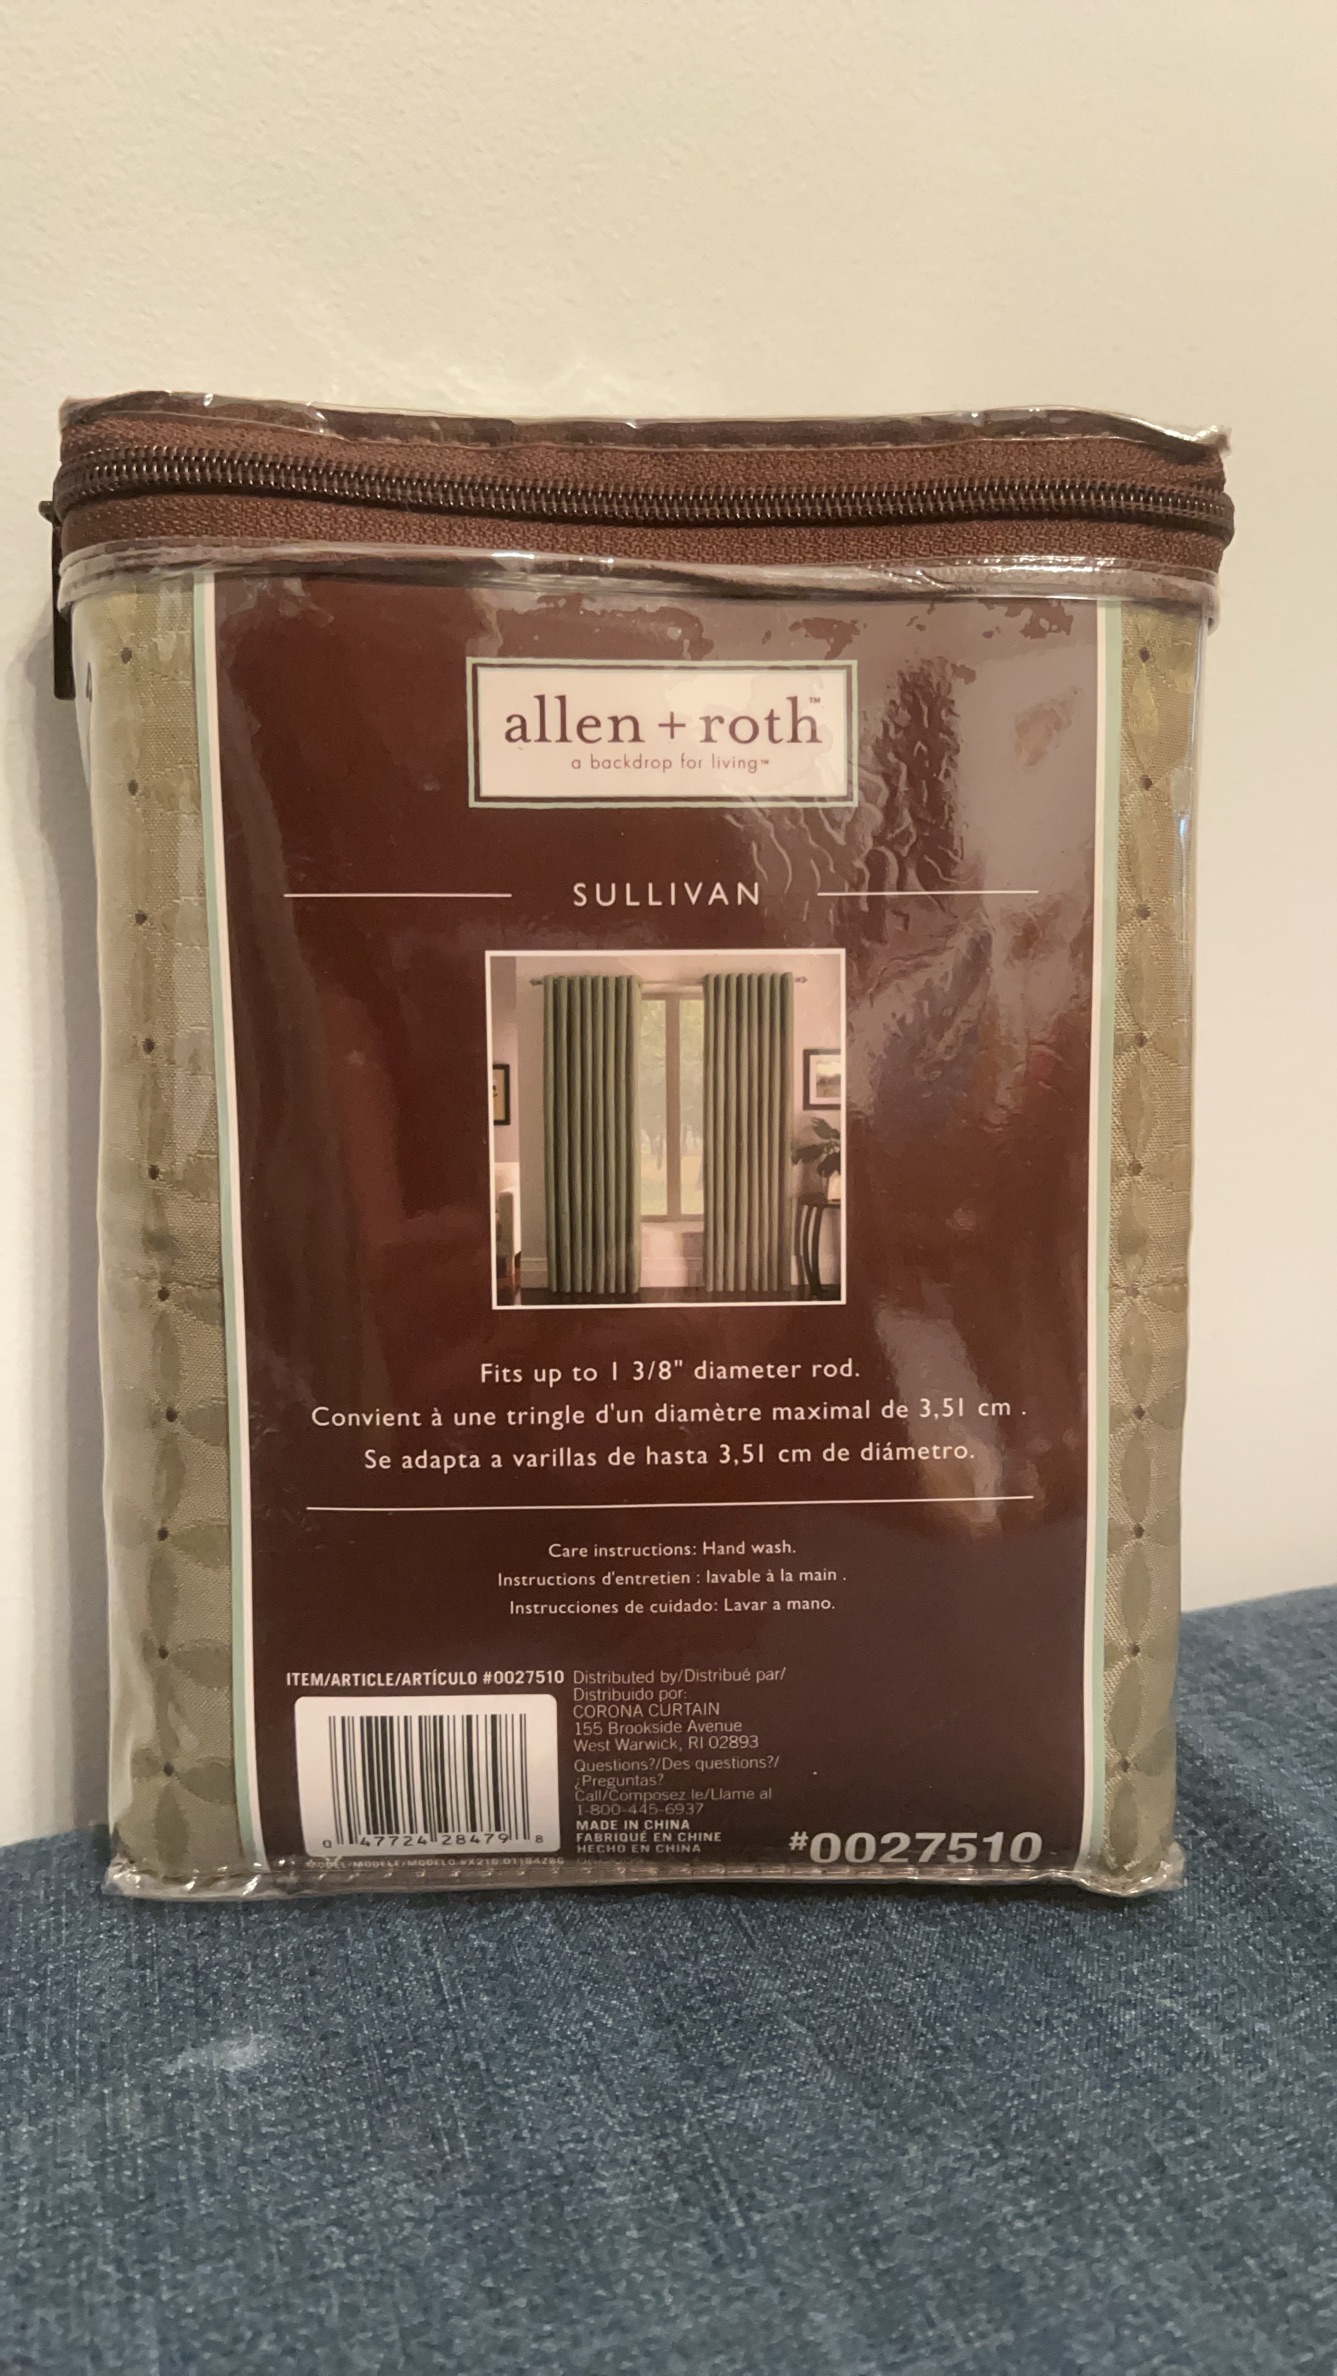 allen + roth™
a backdrop for living™
SULLIVAN
Fits up to 1 3/8" diameter rod.
Convient à une tringle d'un diamètre maximal de 3,51 cm .
Se adapta a varillas de hasta 3,51 cm de diámetro.
Care instructions: Hand wash.
Instructions d'entretien : lavable à la main .
Instrucciones de cuidado: Lavar a mano.
ITEM/ARTICLE/ARTÍCULO #0027510
0 47724 28479 8
Distributed by/Distribué par/
Distribuido por:
CORONA CURTAIN
155 Brookside Avenue
West Warwick, RI 02893
Questions?/Des questions?/
¿Preguntas?
Call/Composez le/Llame al
1-800-445-6937
MADE IN CHINA
FABRIQUÉ EN CHINE
HECHO EN CHINA
#0027510